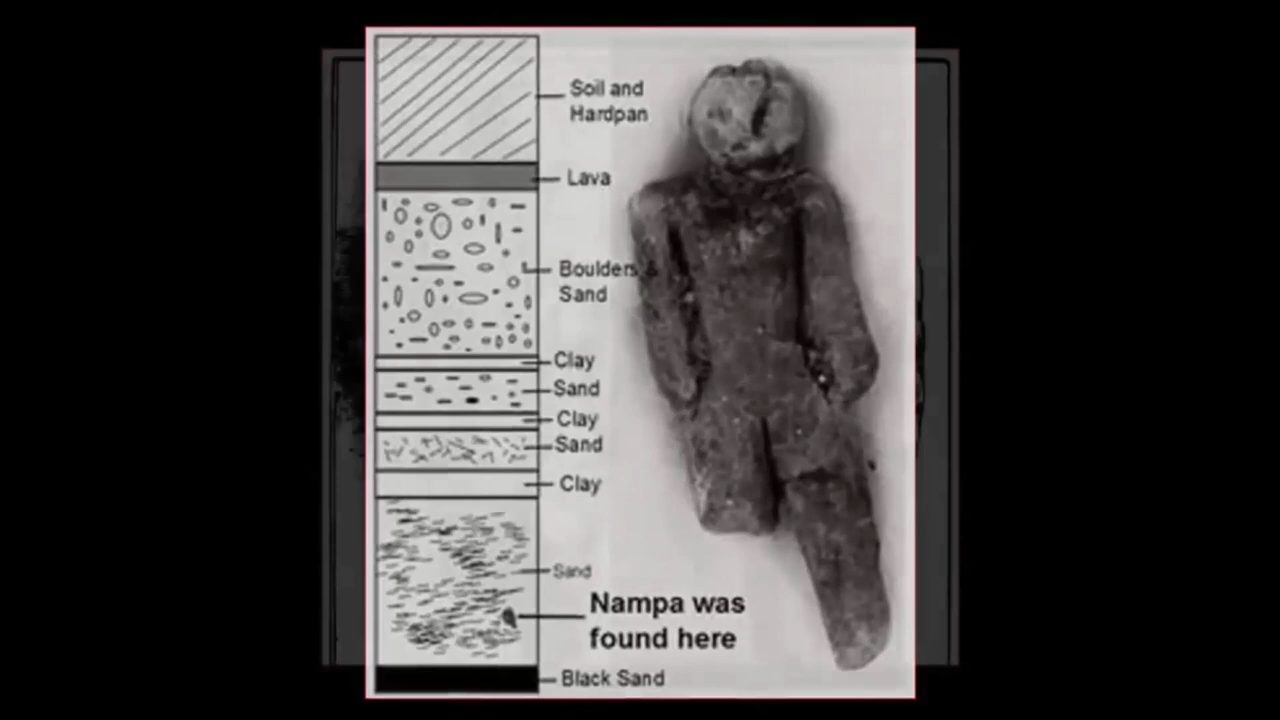 Soil and
Hardpan
Lava
Boulders &
Sand
Clay
Sand
Clay
Sand
Clay
Sand
Nampa was
found here
Black Sand